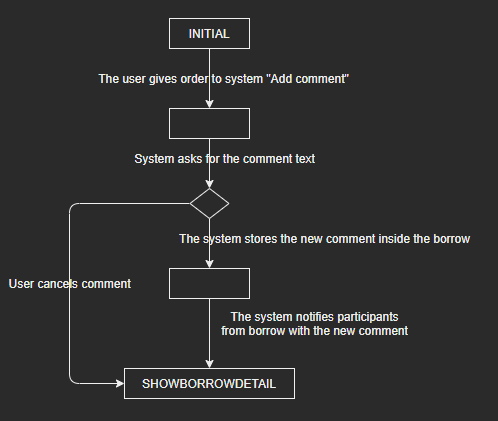 INITIAL
The user gives order to system "Add comment"
System asks for the comment text
The system stores the new comment inside the borrow
User cancels comment
The system notifies participants
from borrow with the new comment
SHOWBORROWDETAIL